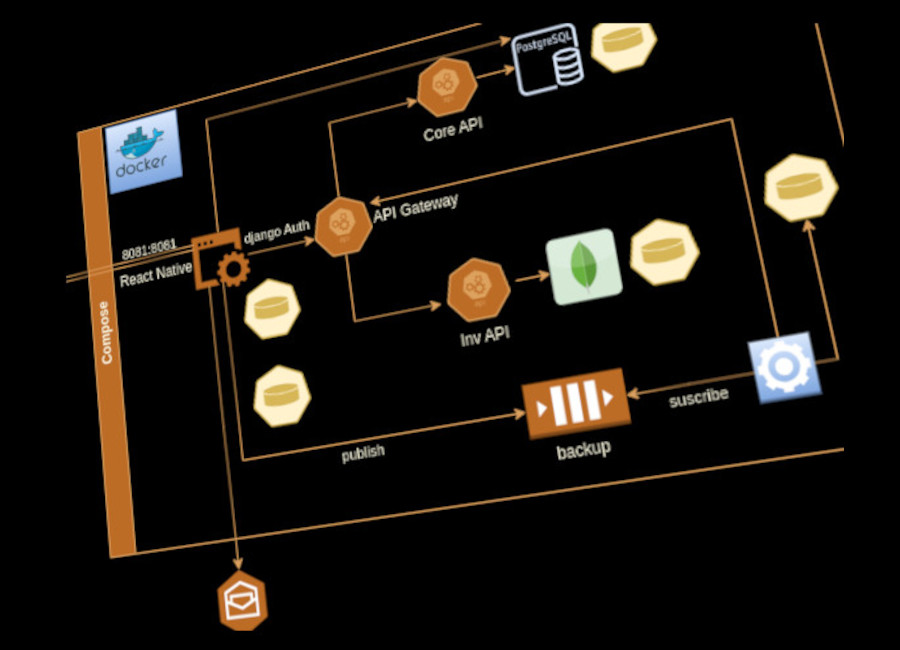 PostgreSQL
Core API
docker
API Gateway
django Auth
8081:8081
React Native
Inv API
Compose
suscribe
backup
publish